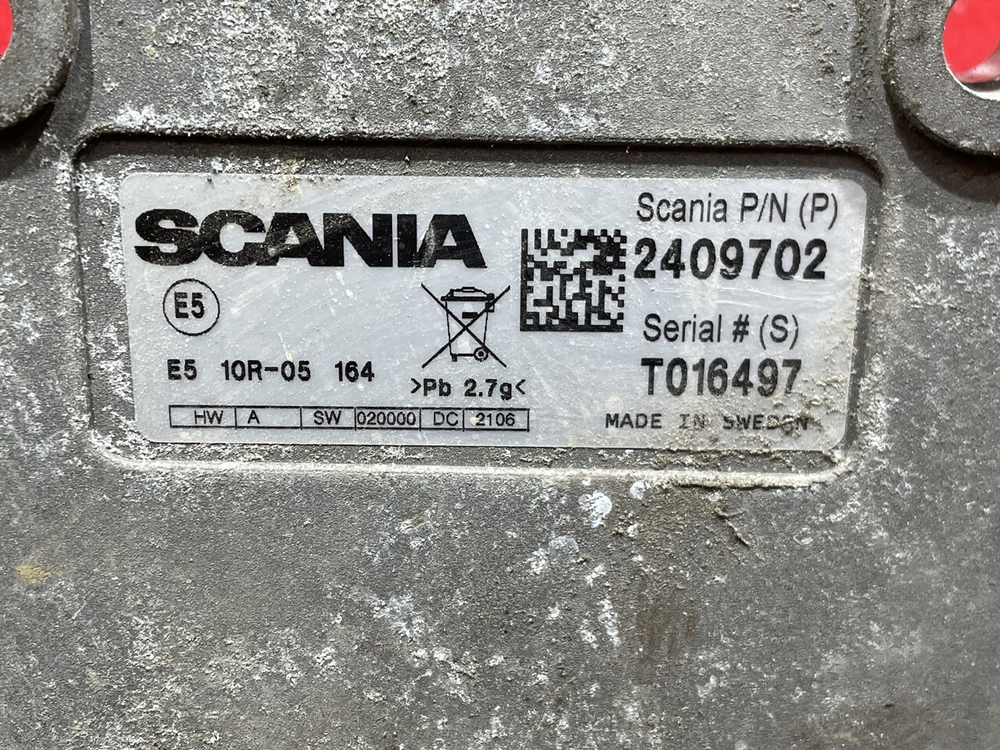 SCANIA
Scania P/N (P)
2409702
E5
Serial # (S)
E5 10R-05 164
>Pb 2.7g<
T016497
HW A SW 020000 DC 2106
MADE IN SWEDEN